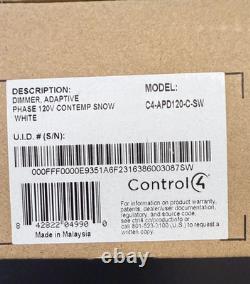 DESCRIPTION:
DIMMER, ADAPTIVE
PHASE 120V CONTEMP SNOW
WHITE
MODEL:
C4-APD120-C-SW
U.I.D. # (S/N):
000FFF0000E9351A6F2316386003087SW
8 42822 04990 0
Made in Malaysia
Control4
For information on product warranty,
patents, dealer/user documentation,
regulatory, and source code,
see ctrl4.co/productinfo or
call 801-523-3101 (U.S.) to request
a copy.